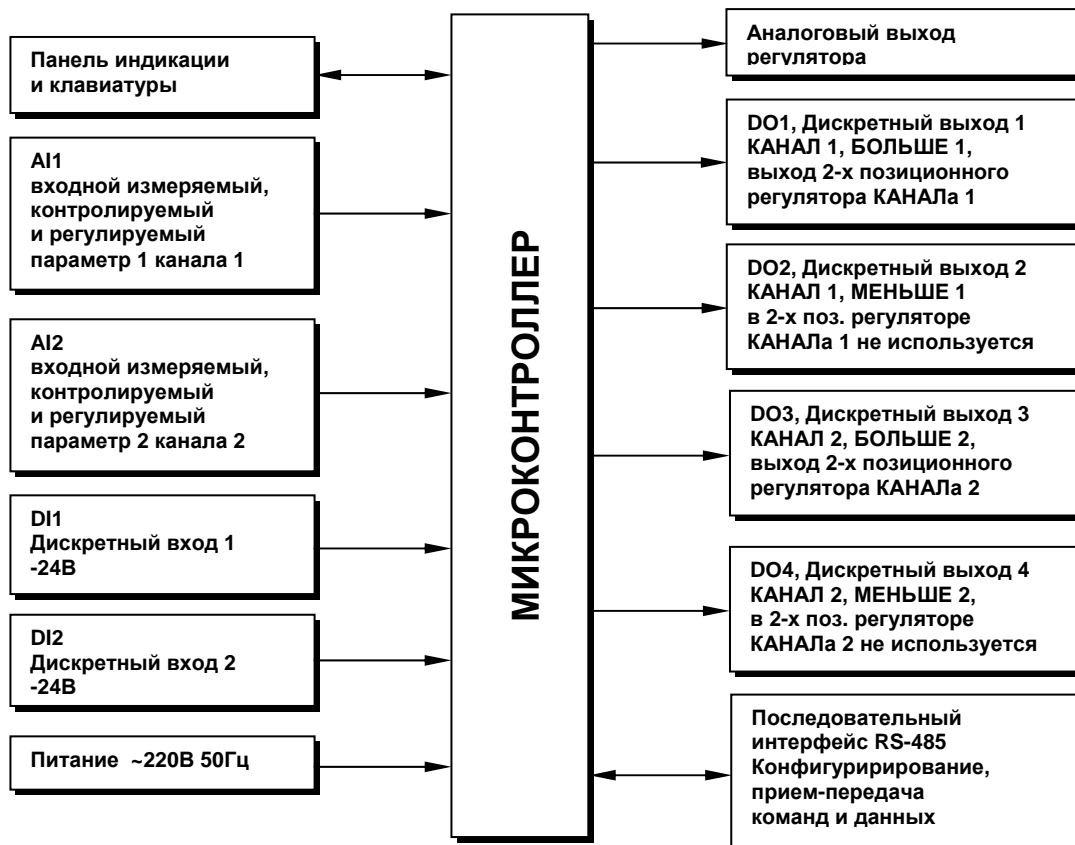 Панель индикации
и клавиатуры
AI1
входной измеряемый,
контролируемый
и регулируемый
параметр 1 канала 1
AI2
входной измеряемый,
контролируемый
и регулируемый
параметр 2 канала 2
DI1
Дискретный вход 1
-24В
DI2
Дискретный вход 2
-24В
Питание ~220В 50Гц
МИКРОКОНТРОЛЛЕР
Аналоговый выход
регулятора
DO1, Дискретный выход 1
КАНАЛ 1, БОЛЬШЕ 1,
выход 2-х позиционного
регулятора КАНАЛа 1
DO2, Дискретный выход 2
КАНАЛ 1, МЕНЬШЕ 1
в 2-х поз. регуляторе
КАНАЛа 1 не используется
DO3, Дискретный выход 3
КАНАЛ 2, БОЛЬШЕ 2,
выход 2-х позиционного
регулятора КАНАЛа 2
DO4, Дискретный выход 4
КАНАЛ 2, МЕНЬШЕ 2,
в 2-х поз. регуляторе
КАНАЛа 2 не используется
Последовательный
интерфейс RS-485
Конфигуририрование,
прием-передача
команд и данных